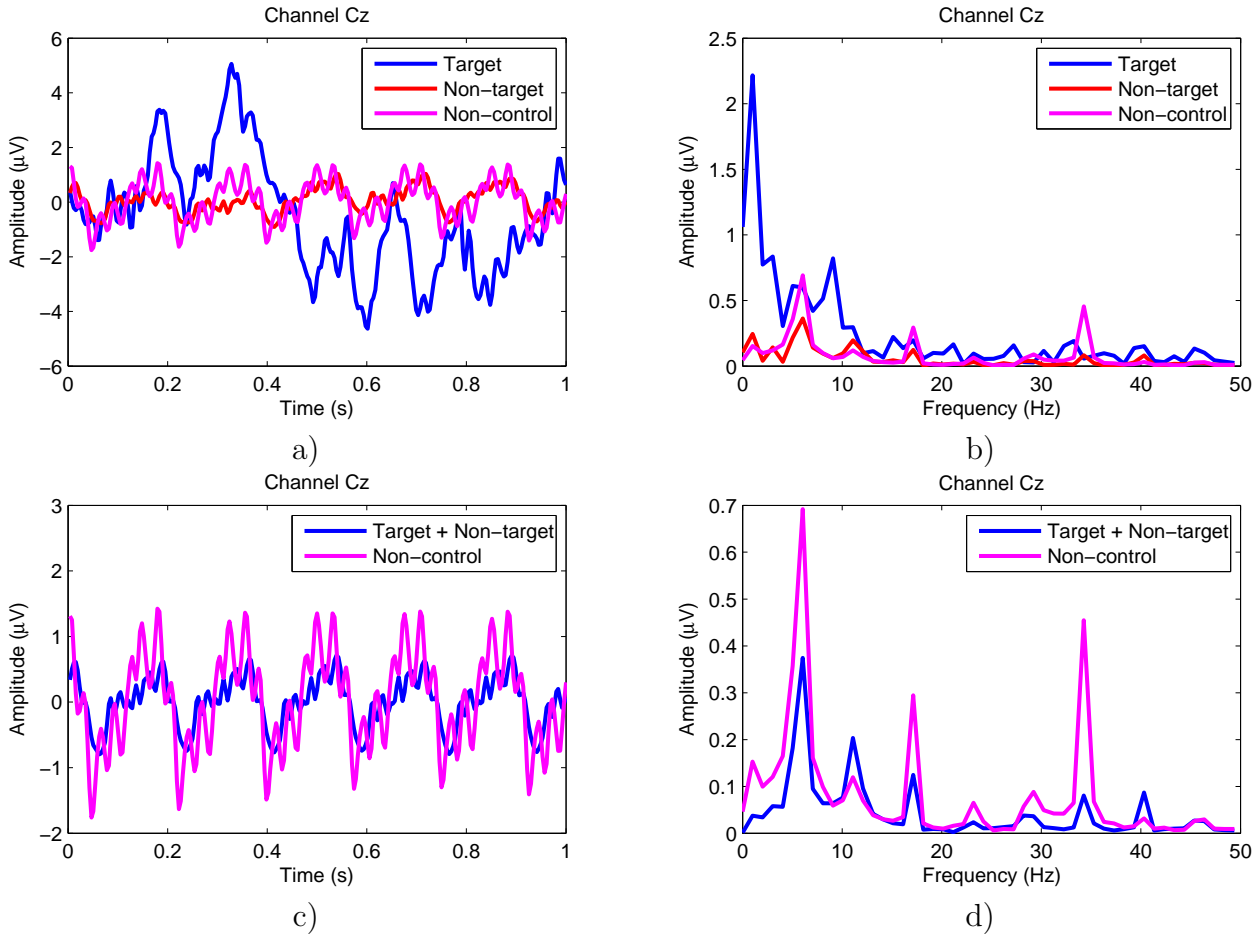 Channel Cz
6
4
2
0
−2
−4
−6
Amplitude (μV)
0 0.2 0.4 0.6 0.8 1
Time (s)
Target
Non−target
Non−control
a)
Channel Cz
2.5
2
1.5
1
0.5
0
Amplitude (μV)
0 10 20 30 40 50
Frequency (Hz)
Target
Non−target
Non−control
b)
Channel Cz
3
2
1
0
−1
−2
Amplitude (μV)
0 0.2 0.4 0.6 0.8 1
Time (s)
Target + Non−target
Non−control
c)
Channel Cz
0.7
0.6
0.5
0.4
0.3
0.2
0.1
0
Amplitude (μV)
0 10 20 30 40 50
Frequency (Hz)
Target + Non−target
Non−control
d)